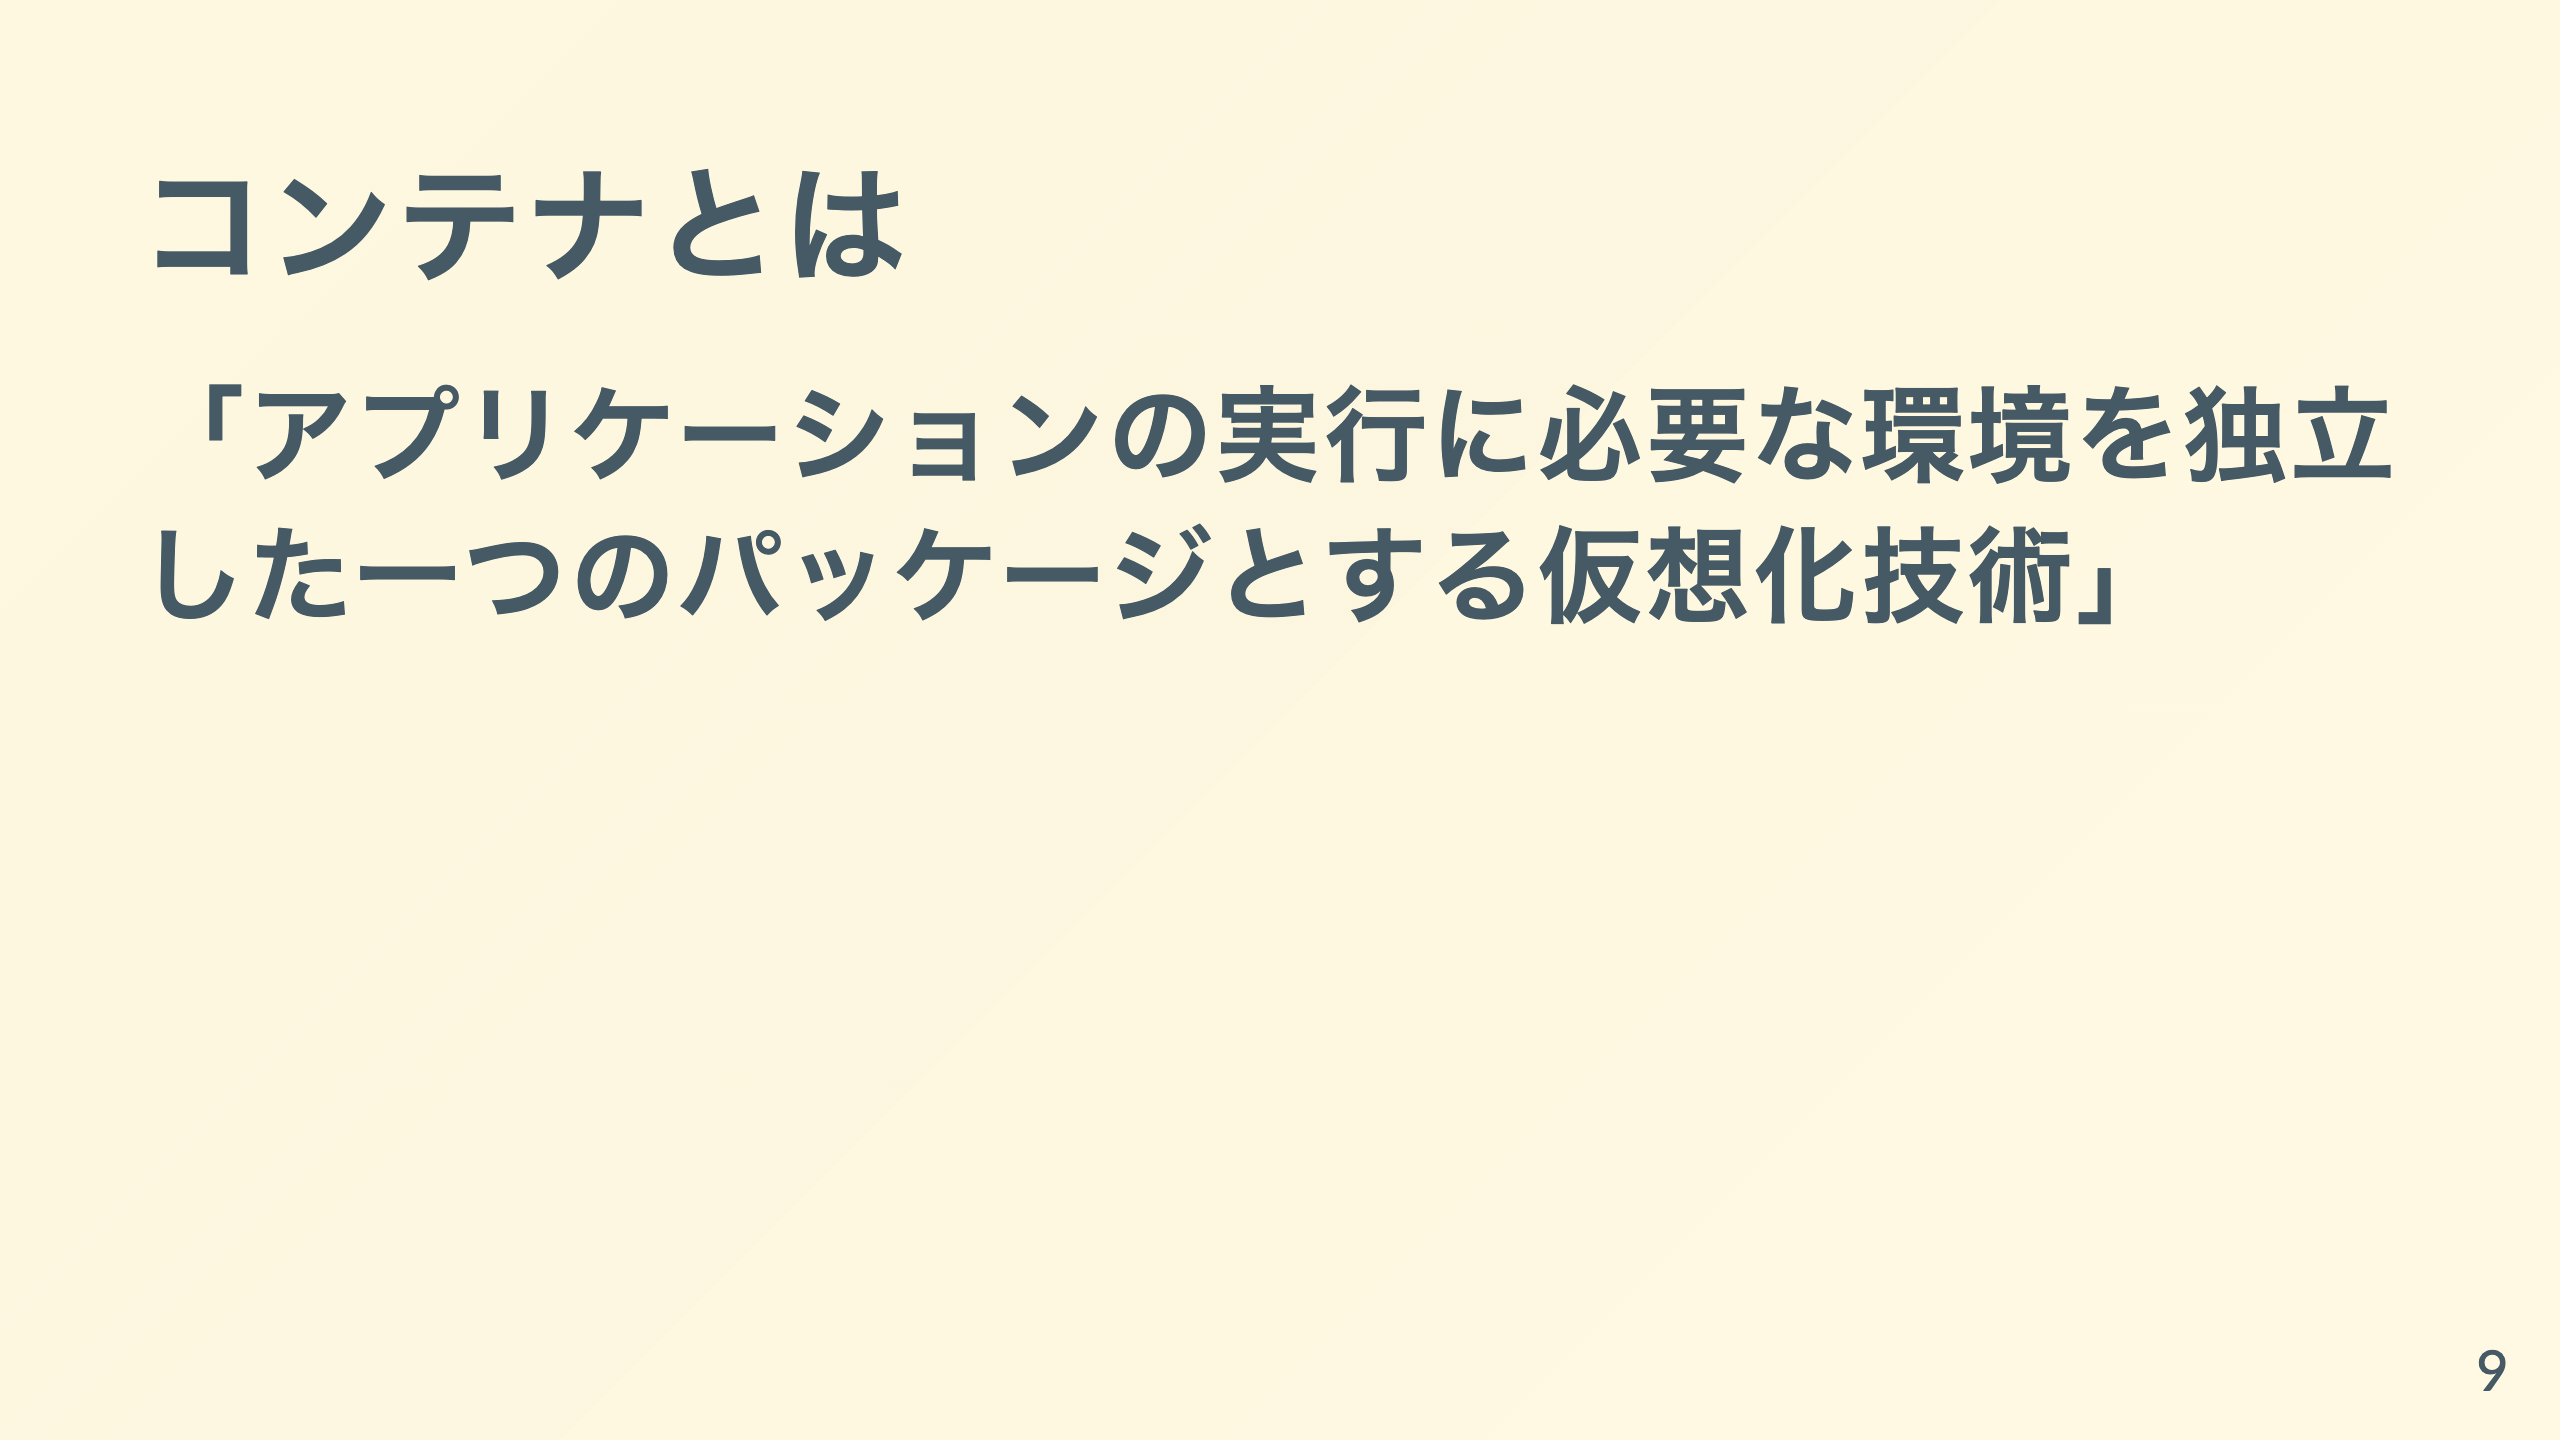 コンテナとは
「アプリケーションの実行に必要な環境を独立
した一つのパッケージとする仮想化技術」
9